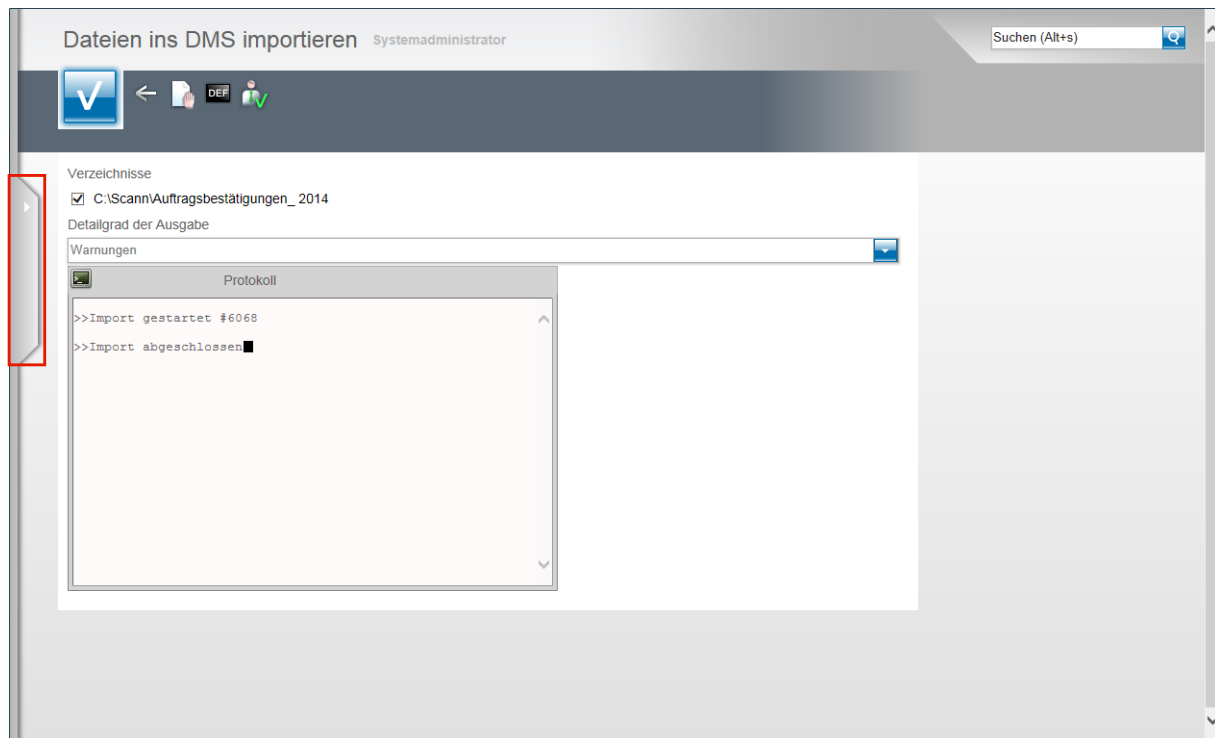 Dateien ins DMS importieren Systemadministrator
Suchen (Alt+s)
DEF
Verzeichnisse
C:\Scann\Auftragsbestätigungen_ 2014
Detailgrad der Ausgabe
Warnungen
Protokoll
>>Import gestartet #6068
>>Import abgeschlossen